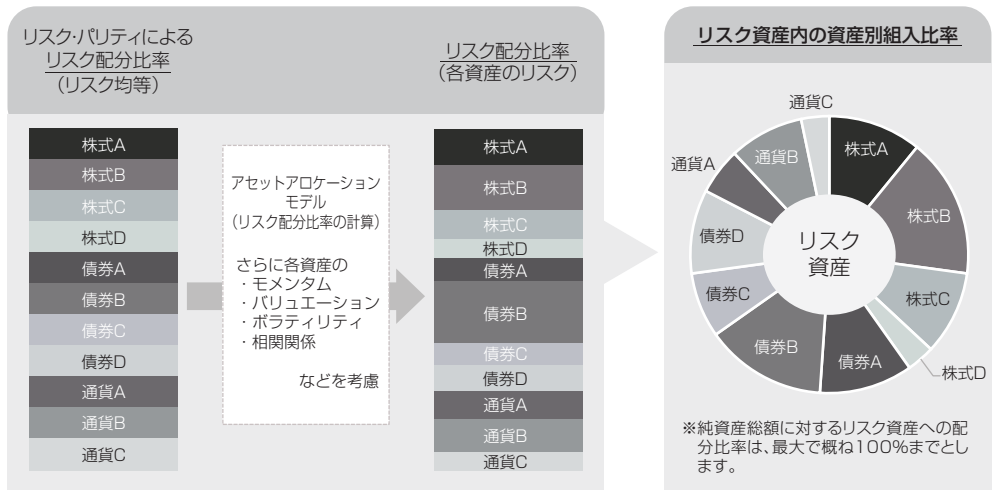 リスク・パリティによる
リスク配分比率
(リスク均等)
株式A
株式B
株式C
株式D
債券A
債券B
債券C
債券D
通貨A
通貨B
通貨C
アセットアロケーション
モデル
(リスク配分比率の計算)
さらに各資産の
・モメンタム
・バリュエーション
・ボラティリティ
・相関関係
などを考慮
リスク配分比率
(各資産のリスク)
株式A
株式B
株式C
株式D
債券A
債券B
債券C
債券D
通貨A
通貨B
通貨C
リスク資産内の資産別組入比率
株式A
株式B
株式C
株式D
債券A
債券B
債券C
債券D
通貨A
通貨B
通貨C
リスク
資産
※純資産総額に対するリスク資産への配
分比率は、最大で概ね100%までとし
ます。